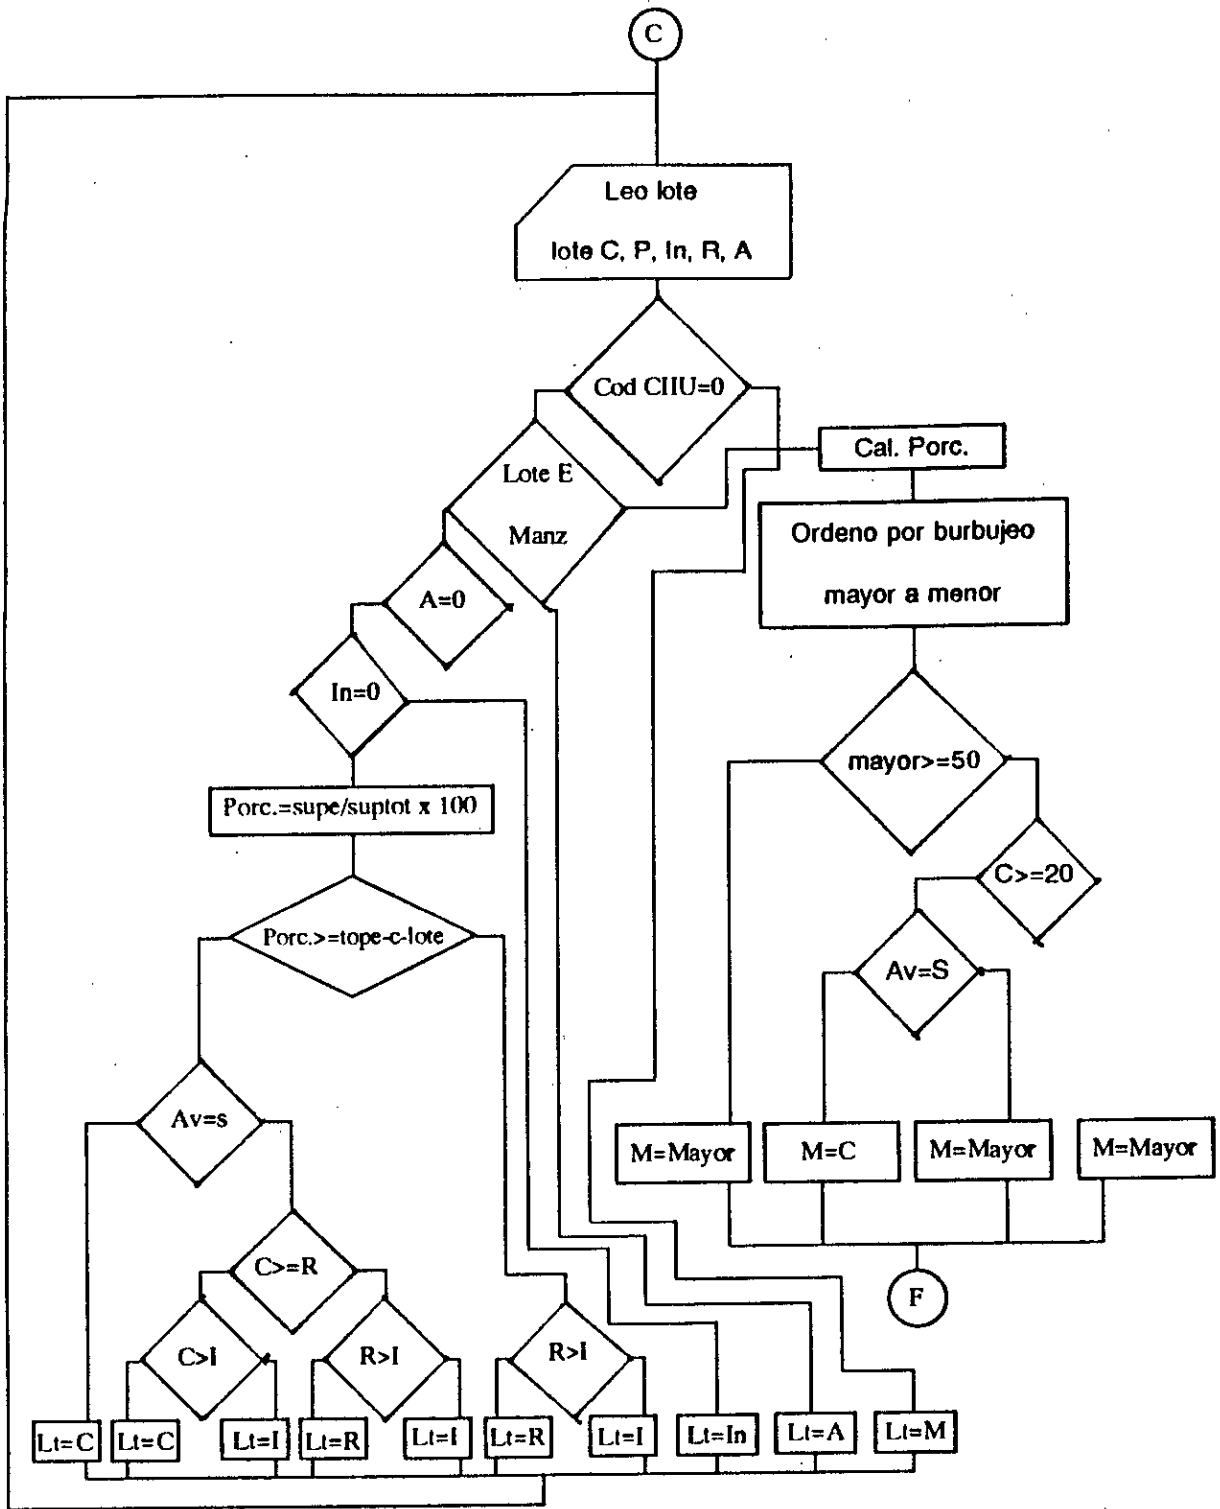 C
Leo lote
lote C, P, In, R, A
Cod CIIU=0
Lote E
Manz
Cal. Porc.
Ordeno por burbujeo
mayor a menor
A=0
In=0
mayor>=50
Porc.=supe/suptot x 100
C>=20
Porc.>=tope-c-lote
Av=S
Av=s
M=Mayor
M=C
M=Mayor
M=Mayor
C>=R
F
C>I
R>I
R>I
Lt=C
Lt=C
Lt=I
Lt=R
Lt=I
Lt=R
Lt=I
Lt=In
Lt=A
Lt=M